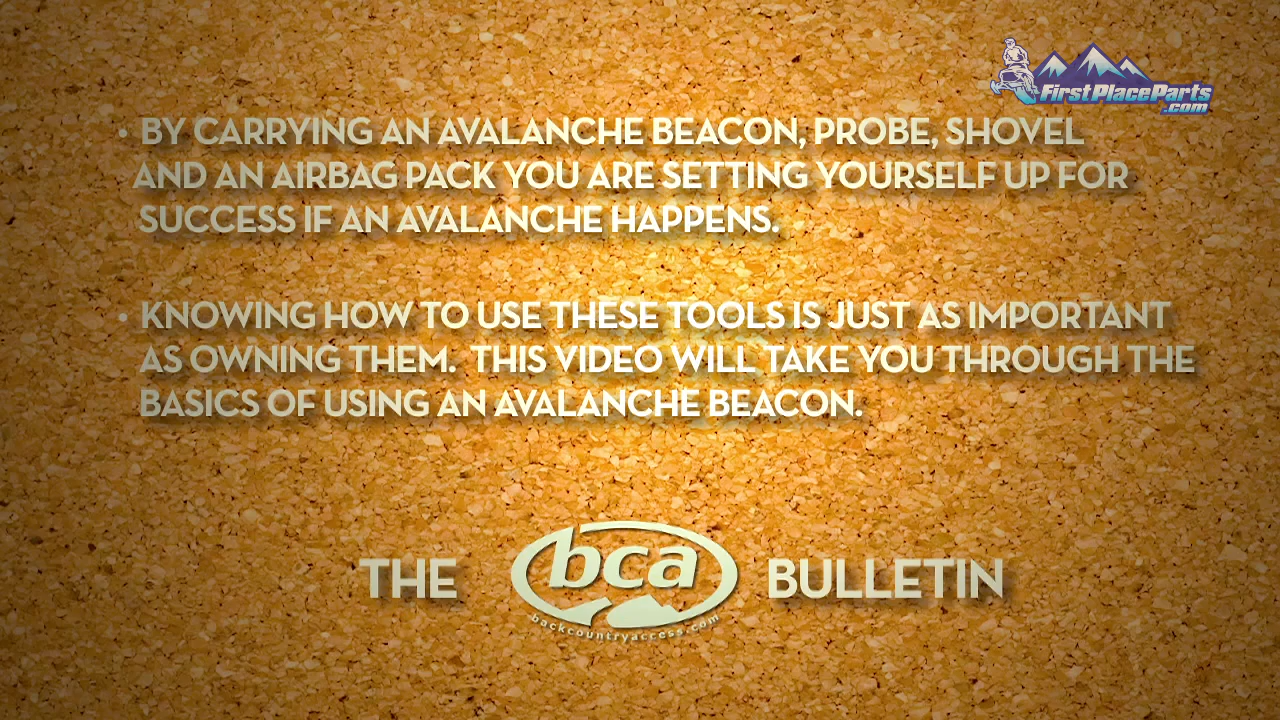 FirstPlaceParts
.com
• BY CARRYING AN AVALANCHE BEACON, PROBE, SHOVEL
AND AN AIRBAG PACK YOU ARE SETTING YOURSELF UP FOR
SUCCESS IF AN AVALANCHE HAPPENS.
• KNOWING HOW TO USE THESE TOOLS IS JUST AS IMPORTANT
AS OWNING THEM. THIS VIDEO WILL TAKE YOU THROUGH THE
BASICS OF USING AN AVALANCHE BEACON.
THE bca BULLETIN
backcountryaccess.com